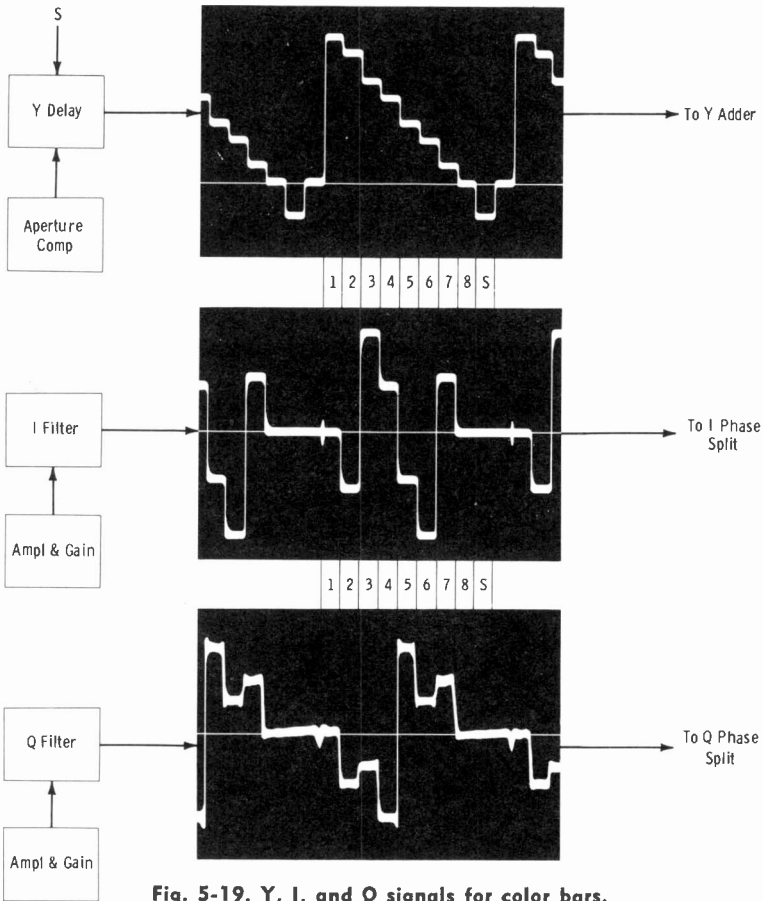 S
Y Delay
To Y Adder
Aperture
Comp
1 2 3 4 5 6 7 8 S
I Filter
To I Phase
Split
Ampl & Gain
1 2 3 4 5 6 7 8 S
Q Filter
To Q Phase
Split
Ampl & Gain
Fig. 5-19. Y, I, and Q signals for color bars.